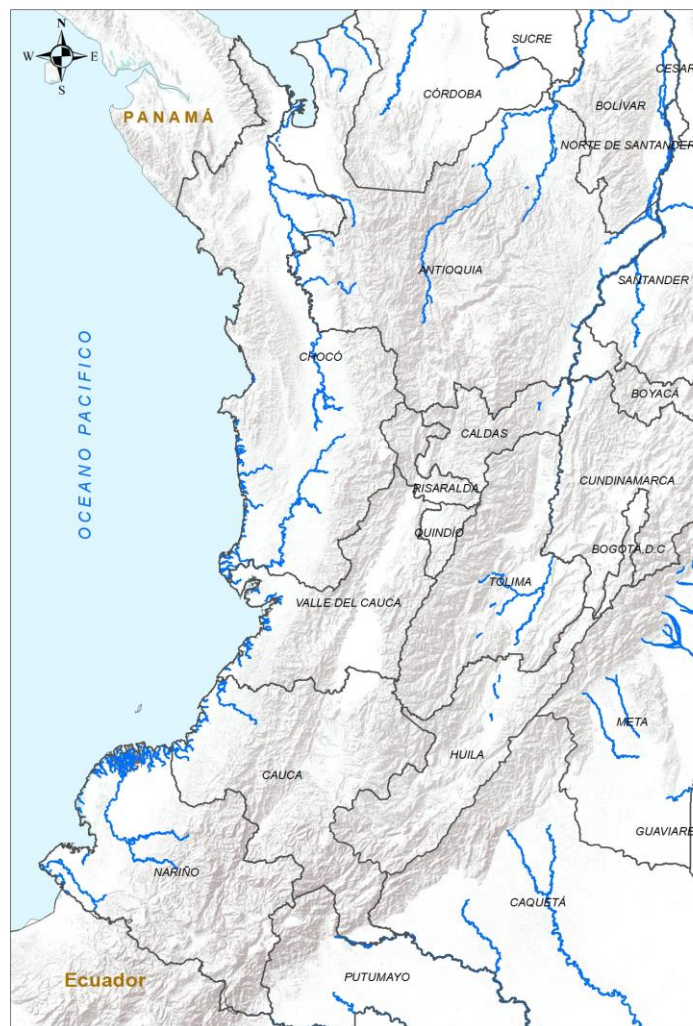 N
W E
S
PANAMÁ
SUCRE
CESAR
CÓRDOBA
BOLÍVAR
NORTE DE SANTANDER
ANTIOQUIA
SANTANDER
CHOCÓ
OCEANO PACIFICO
BOYACÁ
CALDAS
CUNDINAMARCA
RISARALDA
QUINDÍO
BOGOTÁ, D.C
TOLIMA
VALLE DEL CAUCA
META
HUILA
CAUCA
GUAVIARE
NARIÑO
CAQUETÁ
Ecuador
PUTUMAYO